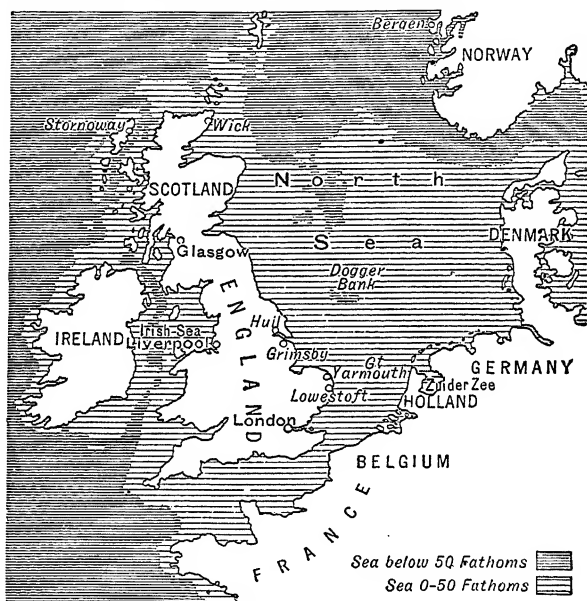 Bergen
NORWAY
Stornoway
Wick
SCOTLAND
North
Sea
DENMARK
Glasgow
Dogger
Bank
ENGLAND
Hull
IRELAND
Irish-Sea
Liverpool
Grimsby
Gt
Yarmouth
GERMANY
Zuider Zee
HOLLAND
Lowestoft
London
BELGIUM
FRANCE
Sea below 50 Fathoms
Sea 0-50 Fathoms